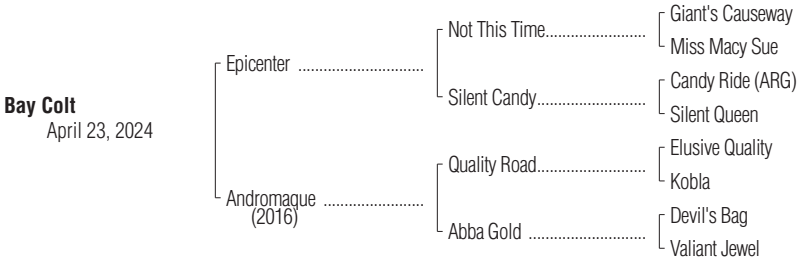 Giant's Causeway
Not This Time
Miss Macy Sue
Epicenter
Candy Ride (ARG)
Silent Candy
Silent Queen
Bay Colt
April 23, 2024
Elusive Quality
Quality Road
Kobla
Andromaque
(2016)
Devil's Bag
Abba Gold
Valiant Jewel